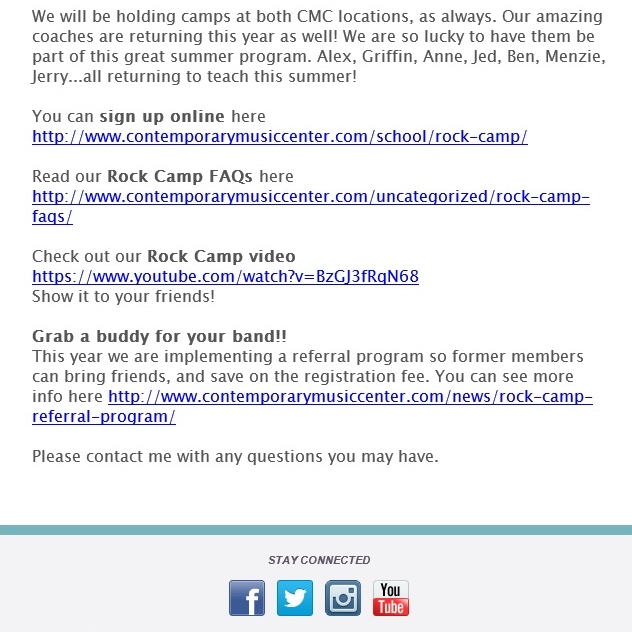 We will be holding camps at both CMC locations, as always. Our amazing
coaches are returning this year as well! We are so lucky to have them be
part of this great summer program. Alex, Griffin, Anne, Jed, Ben, Menzie,
Jerry...all returning to teach this summer!
You can sign up online here
http://www.contemporarymusiccenter.com/school/rock-camp/
Read our Rock Camp FAQs here
http://www.contemporarymusiccenter.com/uncategorized/rock-camp-
faqs/
Check out our Rock Camp video
https://www.youtube.com/watch?v=BzGJ3fRqN68
Show it to your friends!
Grab a buddy for your band!!
This year we are implementing a referral program so former members
can bring friends, and save on the registration fee. You can see more
info here http://www.contemporarymusiccenter.com/news/rock-camp-
referral-program/
Please contact me with any questions you may have.
STAY CONNECTED
f
You
Tube